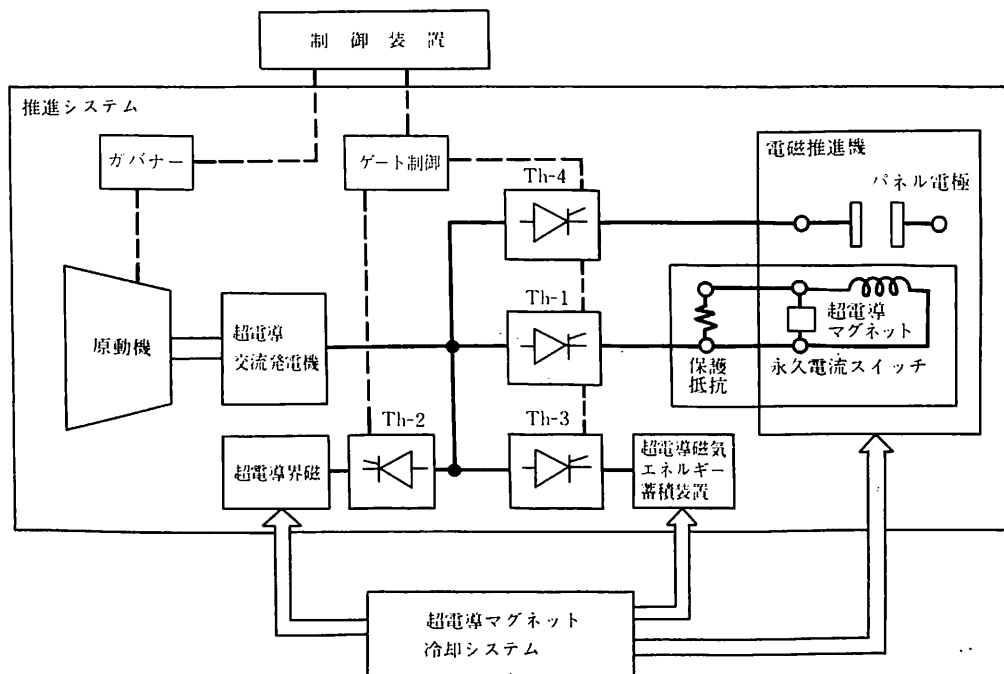 制御装置
推進システム
ガバナー
ゲート制御
電磁推進機
Th-4
パネル電極
原動機
超電導
交流発電機
Th-1
超電導
マグネット
保護
抵抗
永久電流スイッチ
Th-2
Th-3
超電導界磁
超電導磁気
エネルギー
蓄積装置
超電導マグネット
冷却システム